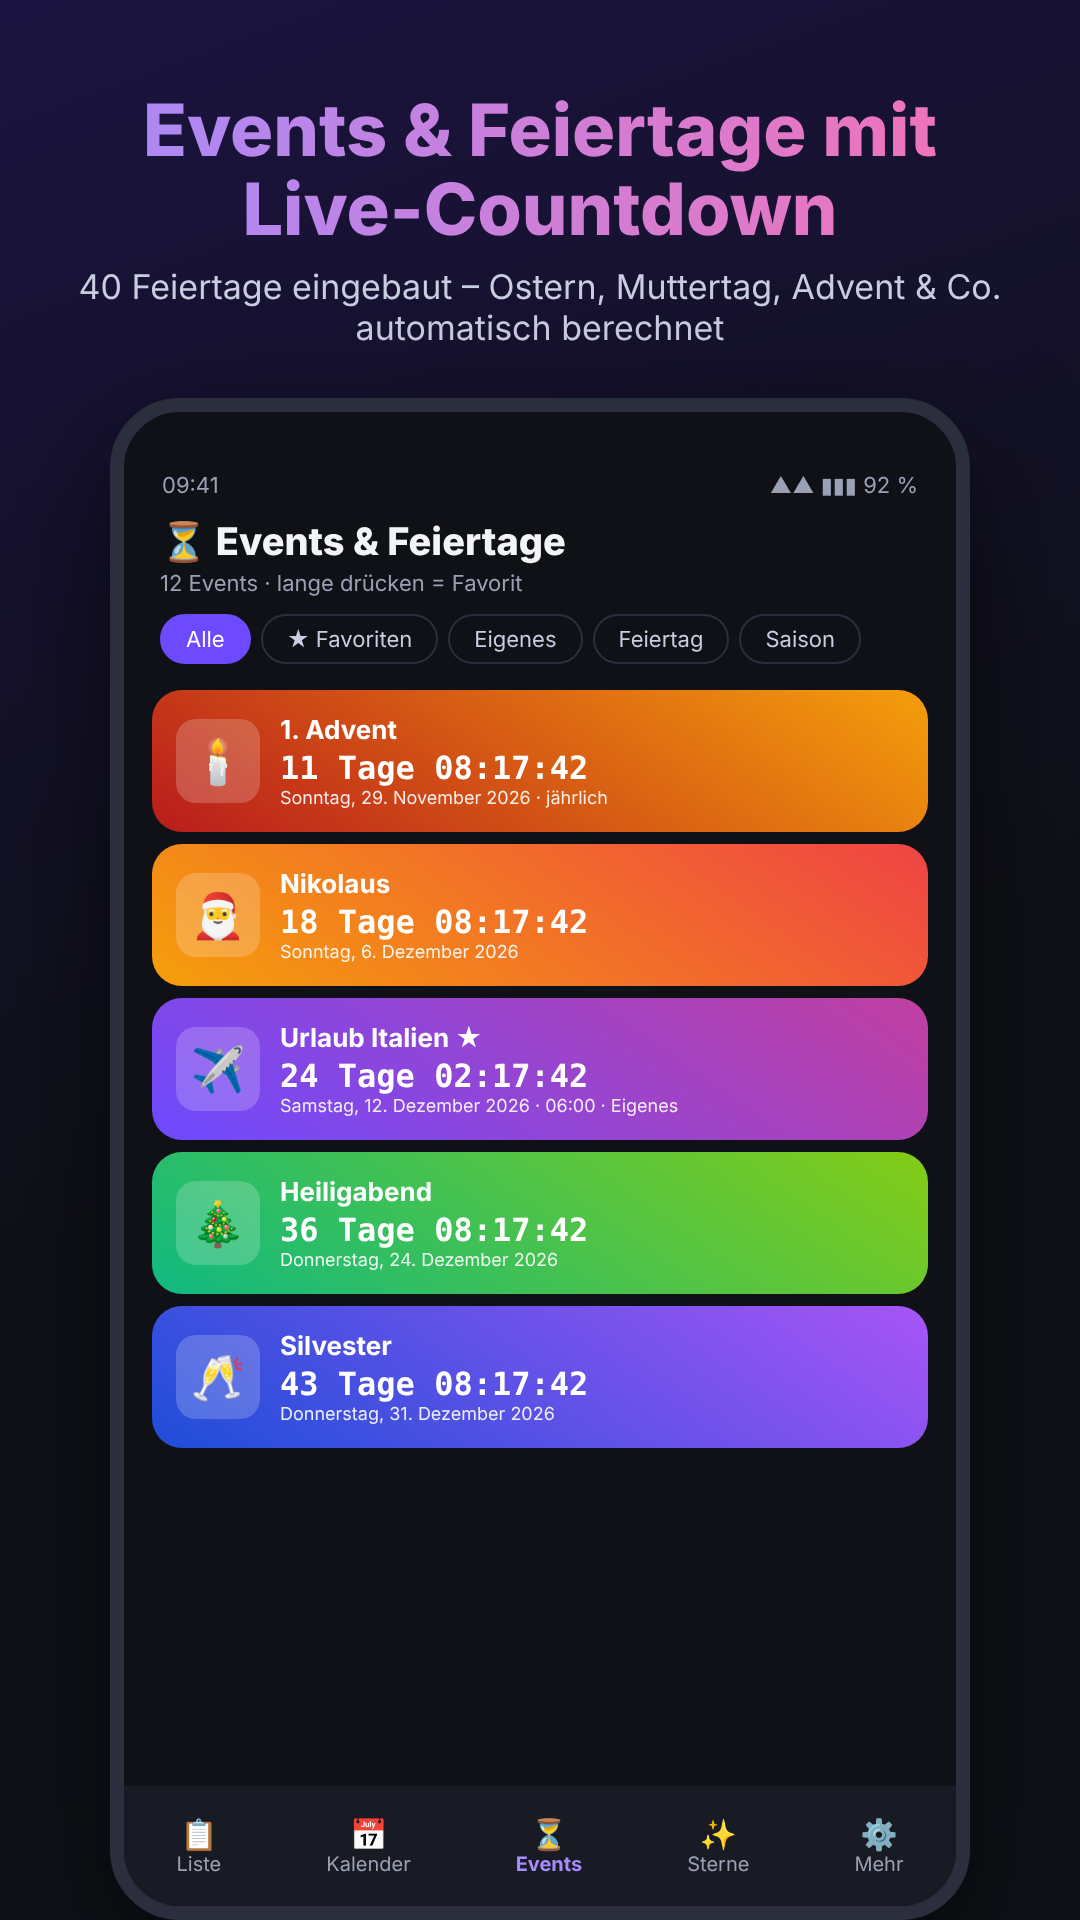 Events & Feiertage mit
Live-Countdown
40 Feiertage eingebaut – Ostern, Muttertag, Advent & Co.
automatisch berechnet
09:41 ▲▲ ▮▮▮ 92 %
⏳ Events & Feiertage
12 Events · lange drücken = Favorit
Alle ★ Favoriten Eigenes Feiertag Saison
1. Advent
11 Tage 08:17:42
Sonntag, 29. November 2026 · jährlich
Nikolaus
18 Tage 08:17:42
Sonntag, 6. Dezember 2026
Urlaub Italien ★
24 Tage 02:17:42
Samstag, 12. Dezember 2026 · 06:00 · Eigenes
Heiligabend
36 Tage 08:17:42
Donnerstag, 24. Dezember 2026
Silvester
43 Tage 08:17:42
Donnerstag, 31. Dezember 2026
July
17
Liste Kalender Events Sterne Mehr